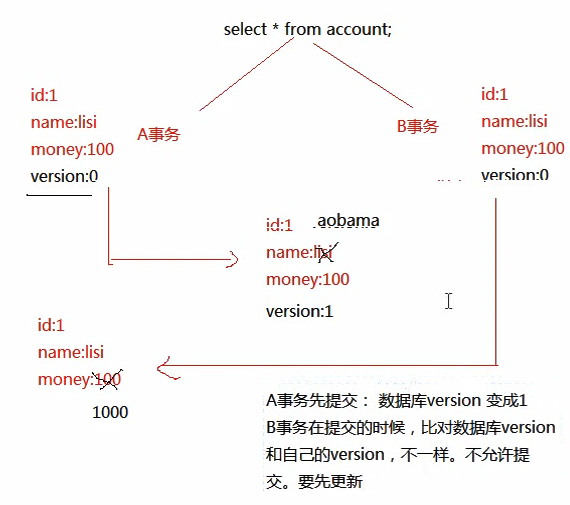 select * from account;
id:1
name:lisi
money:100
version:0
A事务
B事务
id:1
name:lisi
money:100
version:0
id:1
aobama
name:lisi
money:100
version:1
id:1
name:lisi
money:100
1000
A事务先提交： 数据库version 变成1
B事务在提交的时候，比对数据库version
和自己的version，不一样。不允许提
交。要先更新